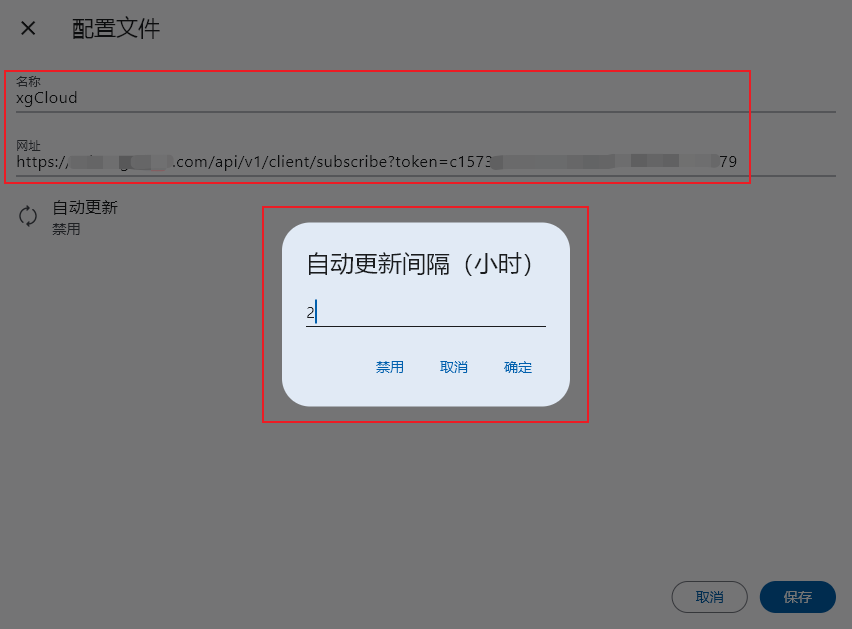 配置文件
名称
xgCloud
网址
https:/ .com/api/v1/client/subscribe?token=c1573 79
自动更新
禁用
自动更新间隔（小时）
2
禁用 取消 确定
取消 保存